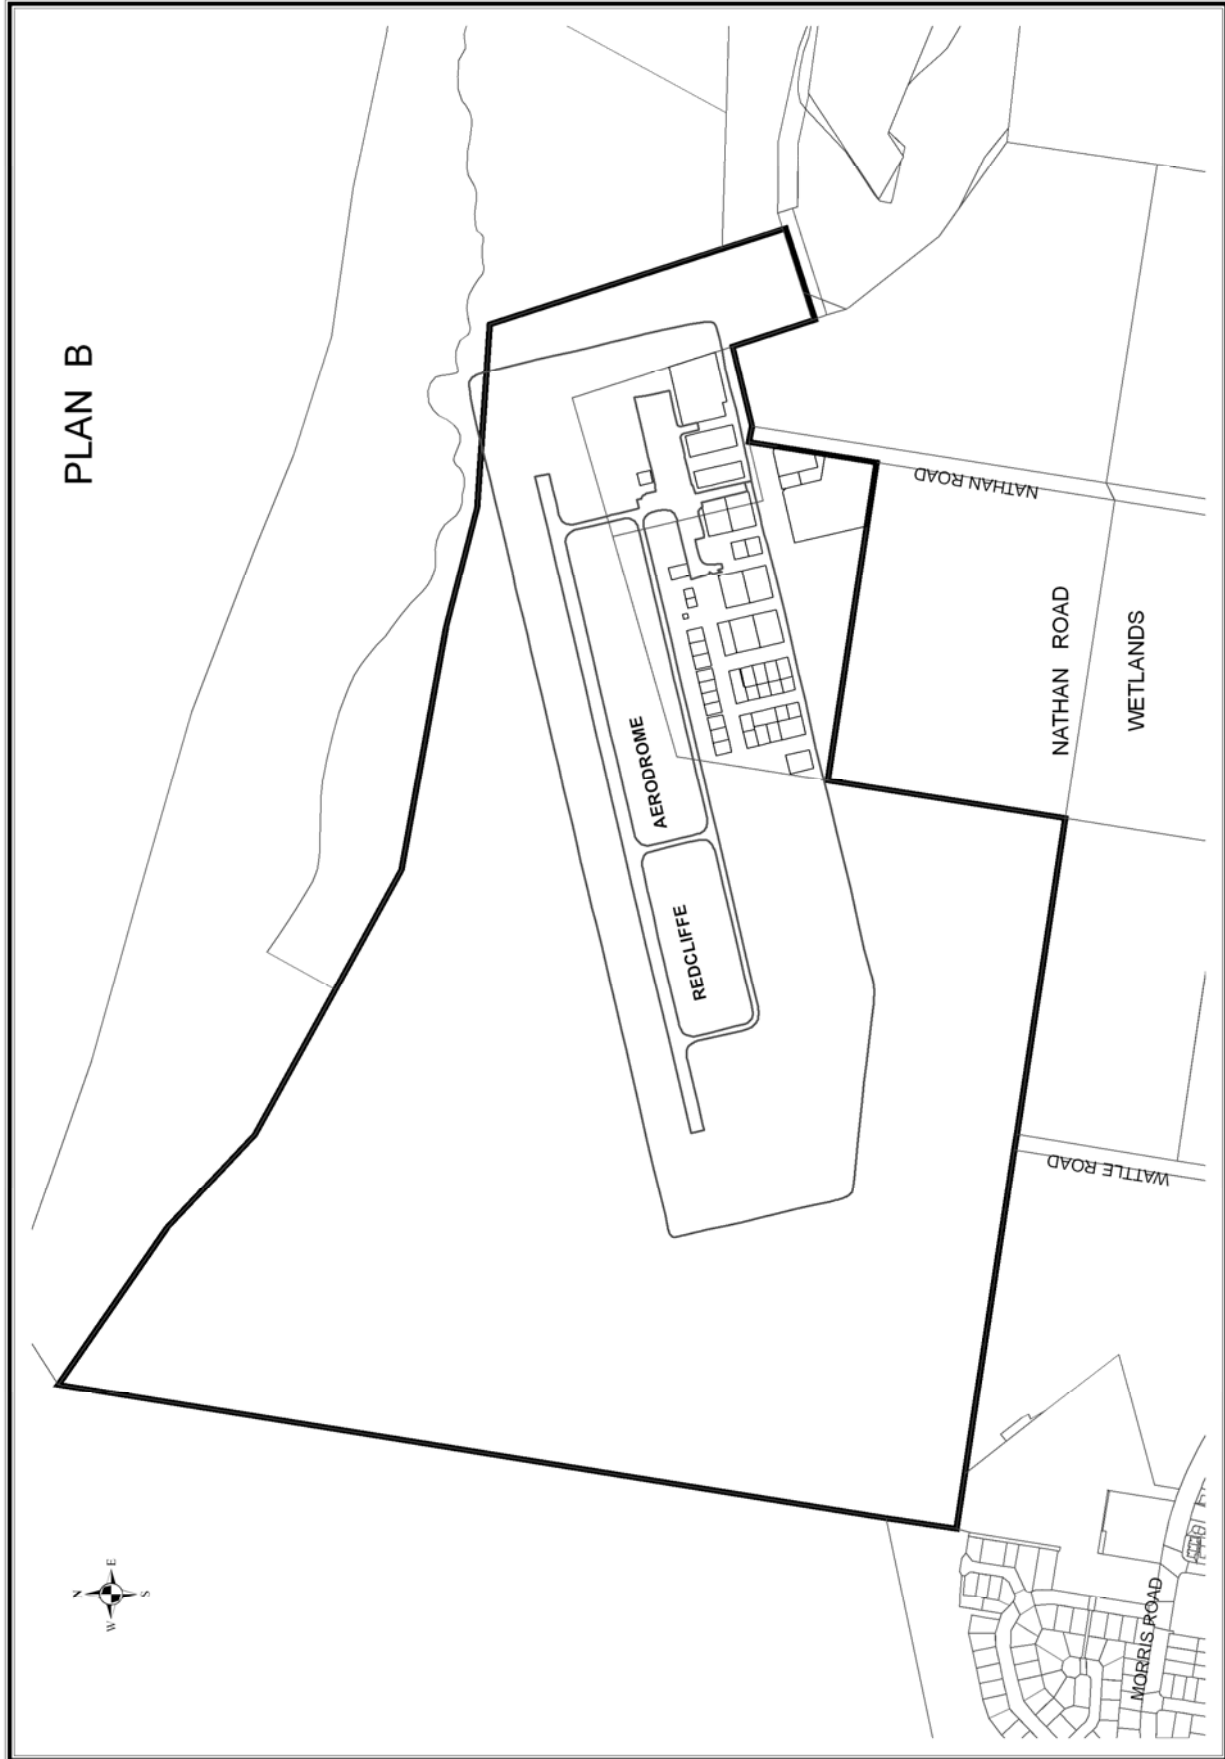 PLAN B
AERODROME
REDCLIFFE
NATHAN ROAD
NATHAN ROAD
WETLANDS
WATTLE ROAD
MORRIS ROAD
N
E
S
W